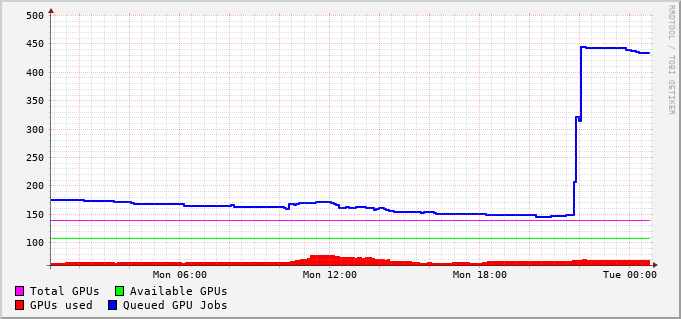 500
450
400
350
300
250
200
150
100
Mon 06:00 Mon 12:00 Mon 18:00 Tue 00:00
Total GPUs Available GPUs
GPUs used Queued GPU Jobs
RRDTOOL / TOBI OETIKER